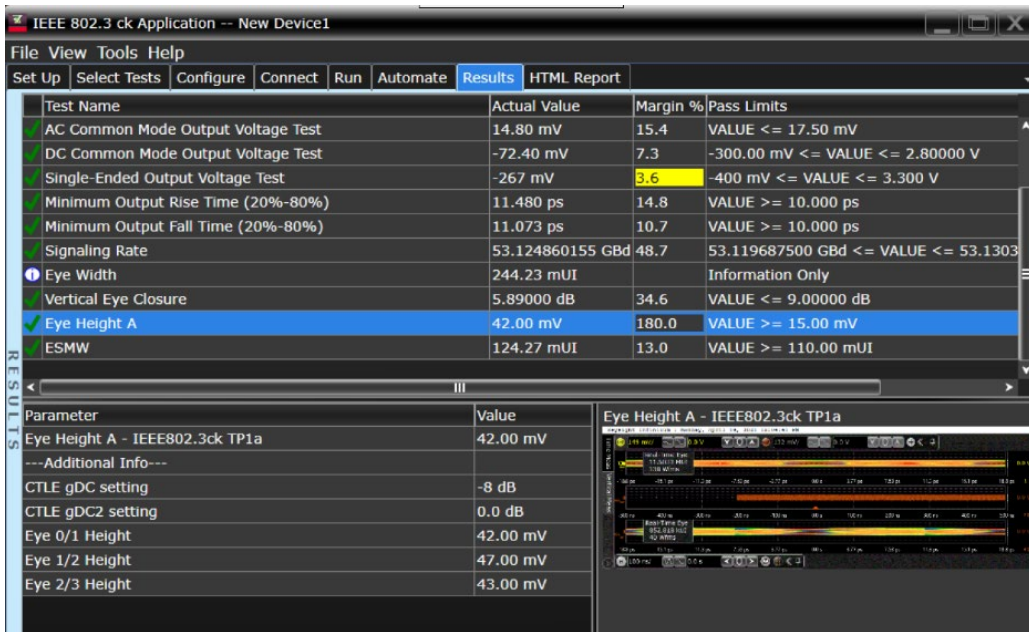 IEEE 802.3 ck Application -- New Device1
File View Tools Help
Set Up Select Tests Configure Connect Run Automate Results HTML Report
Test Name Actual Value Margin % Pass Limits
AC Common Mode Output Voltage Test 14.80 mV 15.4 VALUE <= 17.50 mV
DC Common Mode Output Voltage Test -72.40 mV 7.3 -300.00 mV <= VALUE <= 2.80000 V
Single-Ended Output Voltage Test -267 mV 3.6 -400 mV <= VALUE <= 3.300 V
Minimum Output Rise Time (20%-80%) 11.480 ps 14.8 VALUE >= 10.000 ps
Minimum Output Fall Time (20%-80%) 11.073 ps 10.7 VALUE >= 10.000 ps
Signaling Rate 53.124860155 GBd 48.7 53.119687500 GBd <= VALUE <= 53.1303
Eye Width 244.23 mUI Information Only
Vertical Eye Closure 5.89000 dB 34.6 VALUE <= 9.00000 dB
Eye Height A 42.00 mV 180.0 VALUE >= 15.00 mV
ESMW 124.27 mUI 13.0 VALUE >= 110.00 mUI
RESULTS
Parameter Value
Eye Height A - IEEE802.3ck TP1a 42.00 mV
---Additional Info---
CTLE gDC setting -8 dB
CTLE gDC2 setting 0.0 dB
Eye 0/1 Height 42.00 mV
Eye 1/2 Height 47.00 mV
Eye 2/3 Height 43.00 mV
Eye Height A - IEEE802.3ck TP1a
Real-Time Eye
Real-Time Eye